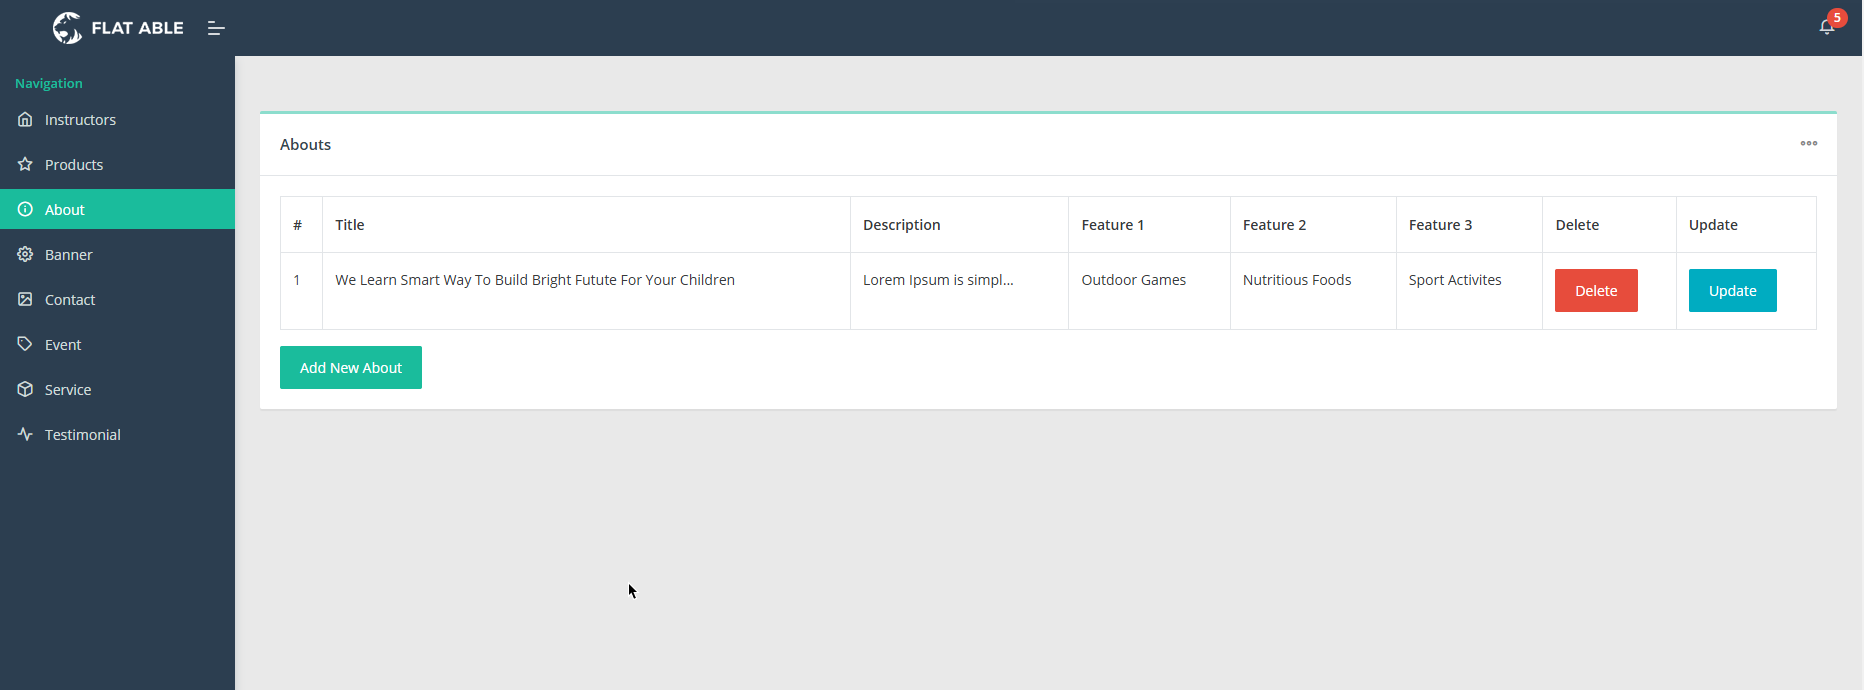 FLAT ABLE
5
Navigation
Instructors
Products
About
Banner
Contact
Event
Service
Testimonial
Abouts
# Title Description Feature 1 Feature 2 Feature 3 Delete Update
1 We Learn Smart Way To Build Bright Futute For Your Children Lorem Ipsum is simpl... Outdoor Games Nutritious Foods Sport Activites Delete Update
Add New About